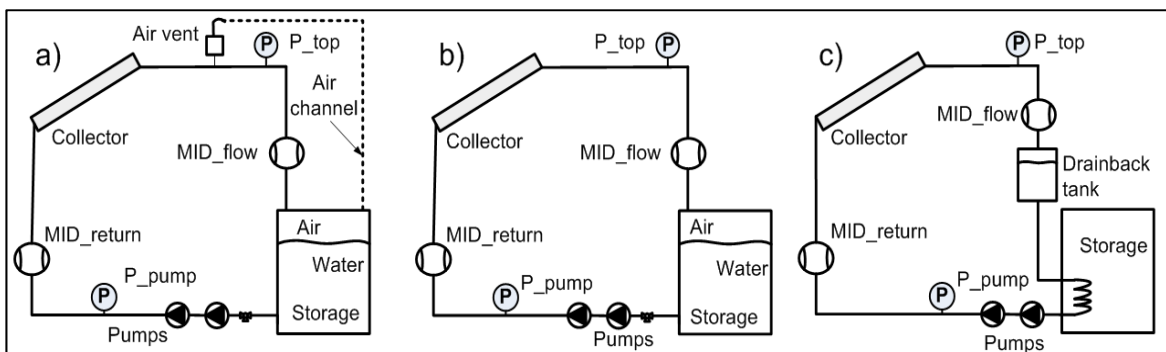 a)
Air vent
P
P_top
Air
channel
Collector
MID_flow
MID_return
Air
Water
P_pump
P
Storage
Pumps
b)
P
P_top
Collector
MID_flow
MID_return
Air
Water
P_pump
P
Storage
Pumps
c)
P
P_top
MID_flow
Collector
Drainback
tank
MID_return
Storage
P_pump
P
Pumps